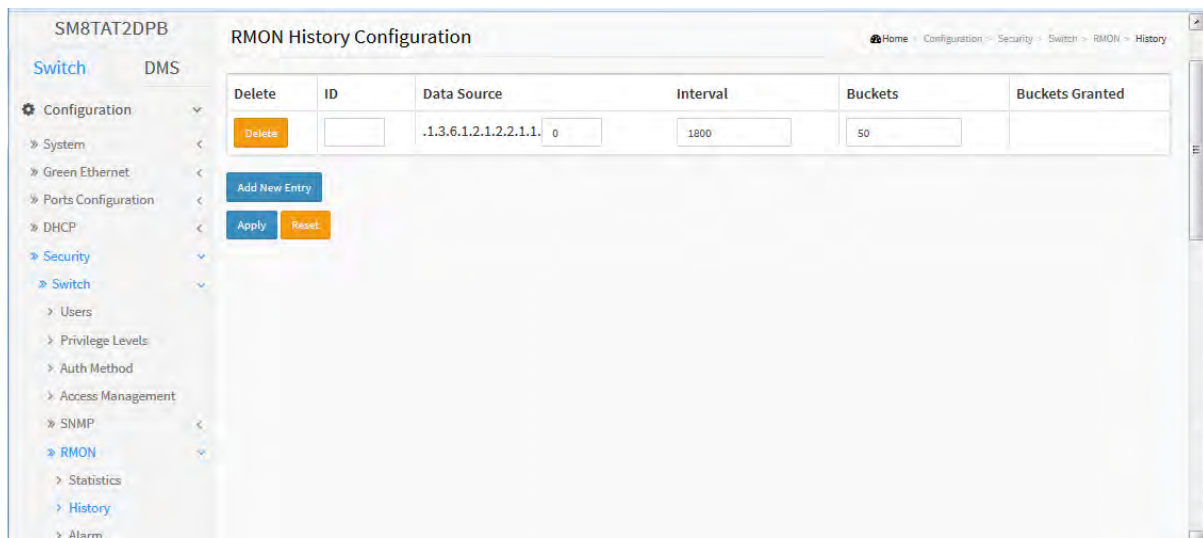 SM8TAT2DPB
Switch DMS
Configuration
System
Green Ethernet
Ports Configuration
DHCP
Security
Switch
Users
Privilege Levels
Auth Method
Access Management
SNMP
RMON
Statistics
History
Alarm
RMON History Configuration
Home > Configuration > Security > Switch > RMON > History
Delete ID Data Source Interval Buckets Buckets Granted
Delete .1.3.6.1.2.1.2.2.1.1. 0 1800 50
Add New Entry
Apply Reset